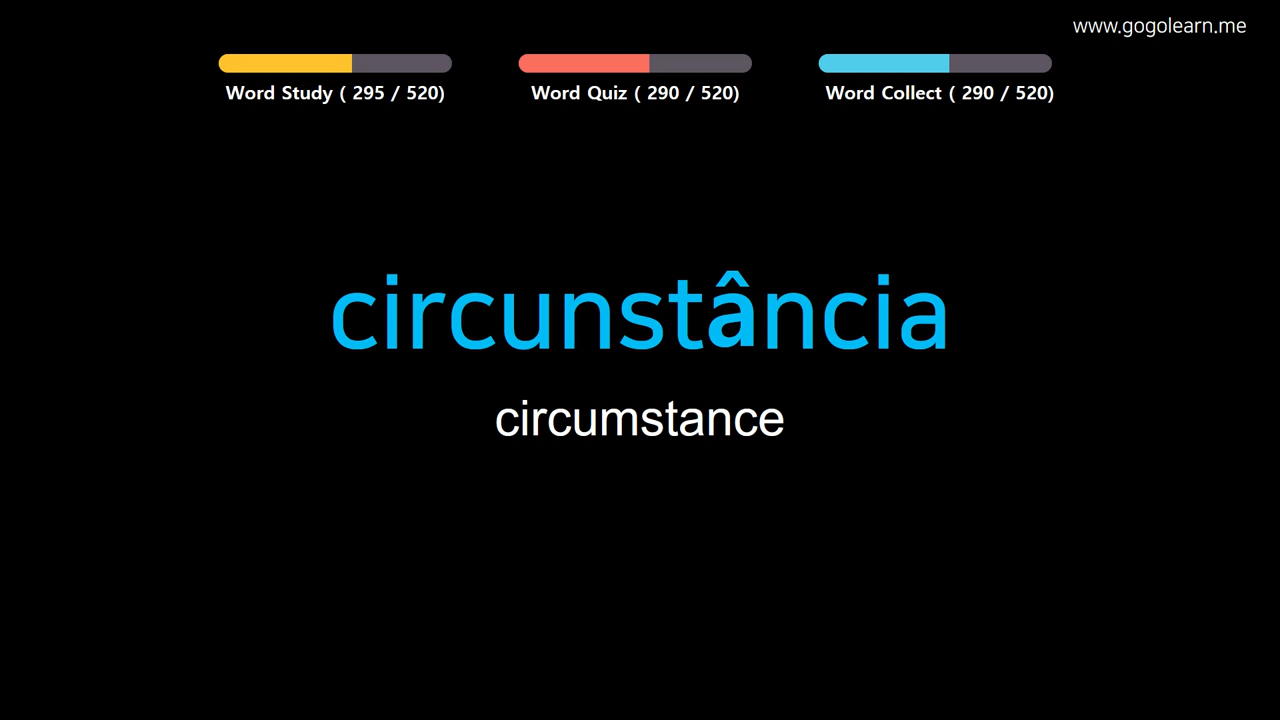 www.gogolearn.me
Word Study ( 295 / 520)
Word Quiz ( 290 / 520)
Word Collect ( 290 / 520)
circunstância
circumstance